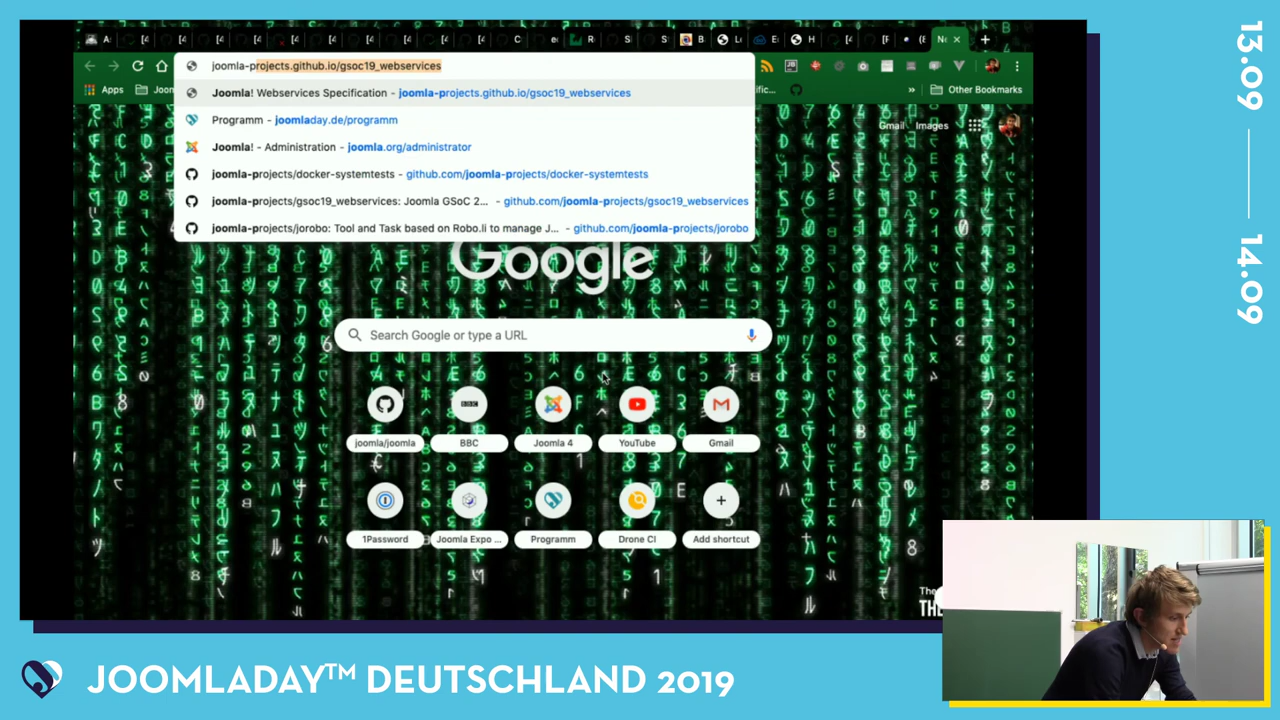 joomla-projects.github.io/gsoc19_webservices
Joomla! Webservices Specification - joomla-projects.github.io/gsoc19_webservices
Programm - joomladay.de/programm
Joomla! - Administration - joomla.org/administrator
joomla-projects/docker-systemtests - github.com/joomla-projects/docker-systemtests
joomla-projects/gsoc19_webservices: Joomla GSoC 2... - github.com/joomla-projects/gsoc19_webservices
joomla-projects/jorobo: Tool and Task based on Robo.li to manage J... - github.com/joomla-projects/jorobo
Apps
Joom
Other Bookmarks
Gmail Images
Google
Search Google or type a URL
joomla/joomla BBC Joomla 4 YouTube Gmail
1Password Joomla Expo ... Programm Drone CI Add shortcut
JOOMLADAY™ DEUTSCHLAND 2019
13.09 — 14.09